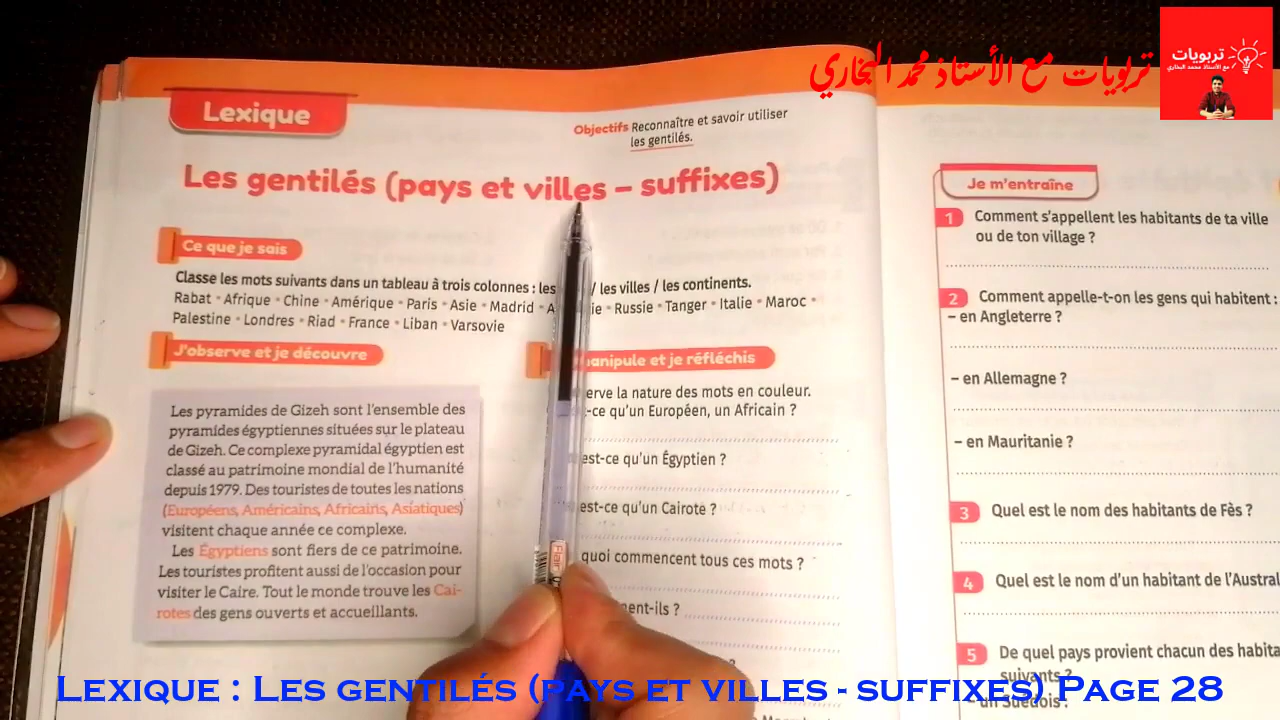 تربويات مع الأستاذ محمد البخاري
تربويات
مع الأستاذ محمد البخاري
Lexique
Objectifs Reconnaître et savoir utiliser
les gentilés.
Les gentilés (pays et villes – suffixes)
Ce que je sais
Classe les mots suivants dans un tableau à trois colonnes : les / les villes / les continents.
Rabat • Afrique • Chine • Amérique • Paris • Asie • Madrid • ie • Russie • Tanger • Italie • Maroc •
Palestine • Londres • Riad • France • Liban • Varsovie
J'observe et je découvre
Les pyramides de Gizeh sont l'ensemble des
pyramides égyptiennes situées sur le plateau
de Gizeh. Ce complexe pyramidal égyptien est
classé au patrimoine mondial de l'humanité
depuis 1979. Des touristes de toutes les nations
(Européens, Américains, Africains, Asiatiques)
visitent chaque année ce complexe.
Les Égyptiens sont fiers de ce patrimoine.
Les touristes profitent aussi de l'occasion pour
visiter le Caire. Tout le monde trouve les Cai-
rotes des gens ouverts et accueillants.
anipule et je réfléchis
erve la nature des mots en couleur.
-ce qu'un Européen, un Africain ?
est-ce qu'un Égyptien ?
est-ce qu'un Cairote ?
quoi commencent tous ces mots ?
nent-ils ?
Je m'entraîne
1 Comment s'appellent les habitants de ta ville
ou de ton village ?
2 Comment appelle-t-on les gens qui habitent :
– en Angleterre ?
– en Allemagne ?
– en Mauritanie ?
3 Quel est le nom des habitants de Fès ?
4 Quel est le nom d'un habitant de l'Austral
5 De quel pays provient chacun des habita
suivants ?
– un Suédois :
Lexique : Les gentilés (pays et villes - suffixes) Page 28